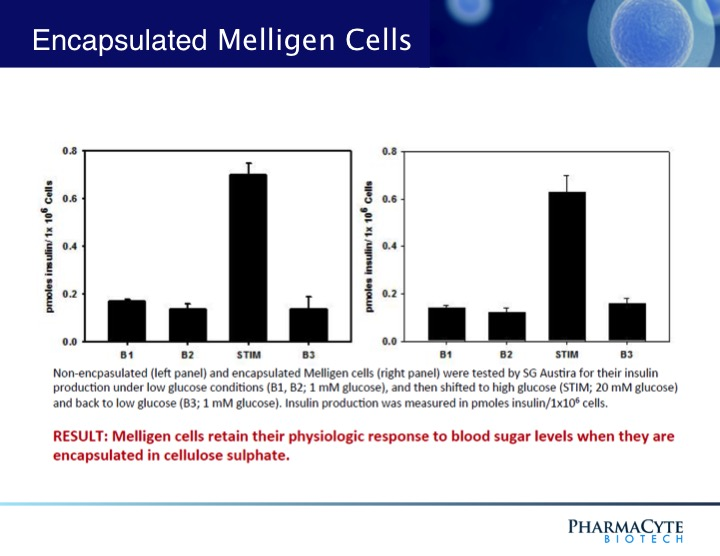 Encapsulated Melligen Cells
pmoles insulin/1x 10⁶ Cells
0.8
0.6
0.4
0.2
0.0
B1 B2 STIM B3
pmoles insulin/1x 10⁶ Cells
0.8
0.6
0.4
0.2
0.0
B1 B2 STIM B3
Non-encpasulated (left panel) and encapsulated Melligen cells (right panel) were tested by SG Austira for their insulin
production under low glucose conditions (B1, B2; 1 mM glucose), and then shifted to high glucose (STIM; 20 mM glucose)
and back to low glucose (B3; 1 mM glucose). Insulin production was measured in pmoles insulin/1x10⁶ cells.
RESULT: Melligen cells retain their physiologic response to blood sugar levels when they are
encapsulated in cellulose sulphate.
PHARMACYTE
BIOTECH